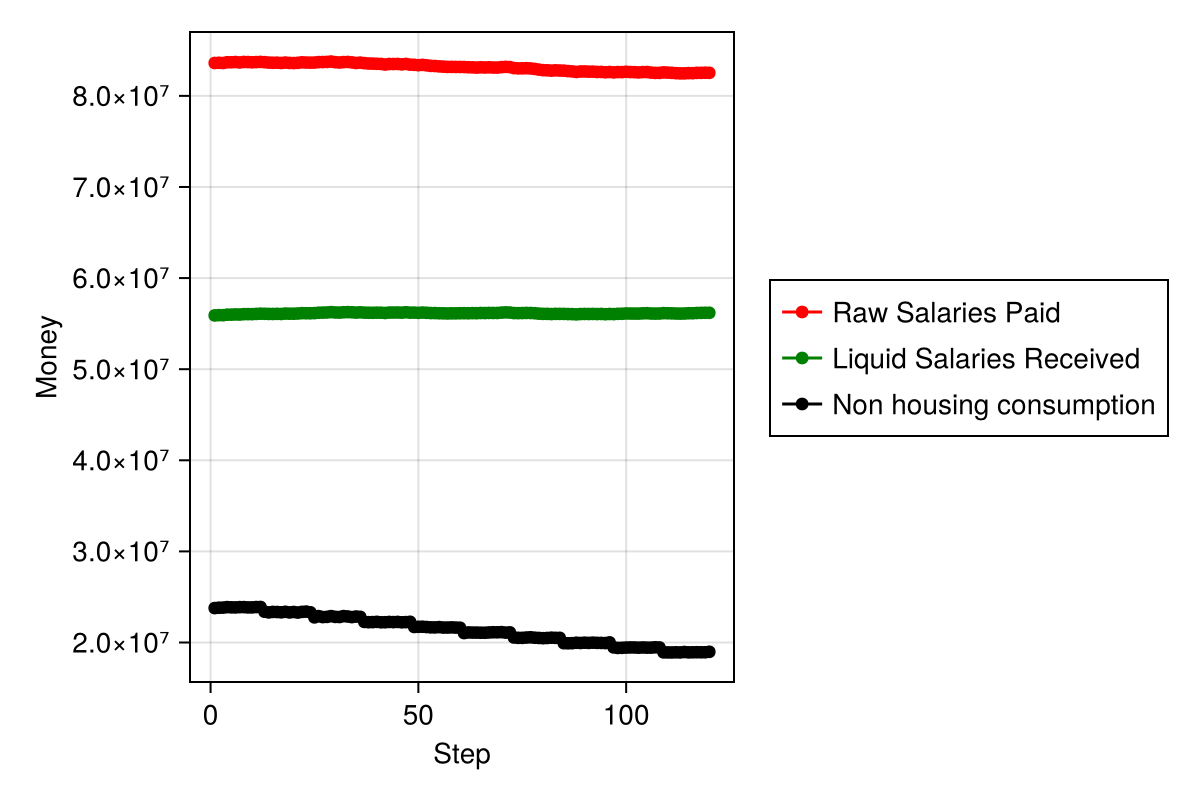 8.0×10⁷
7.0×10⁷
6.0×10⁷
5.0×10⁷
4.0×10⁷
3.0×10⁷
2.0×10⁷
Money
0 50 100
Step
Raw Salaries Paid
Liquid Salaries Received
Non housing consumption